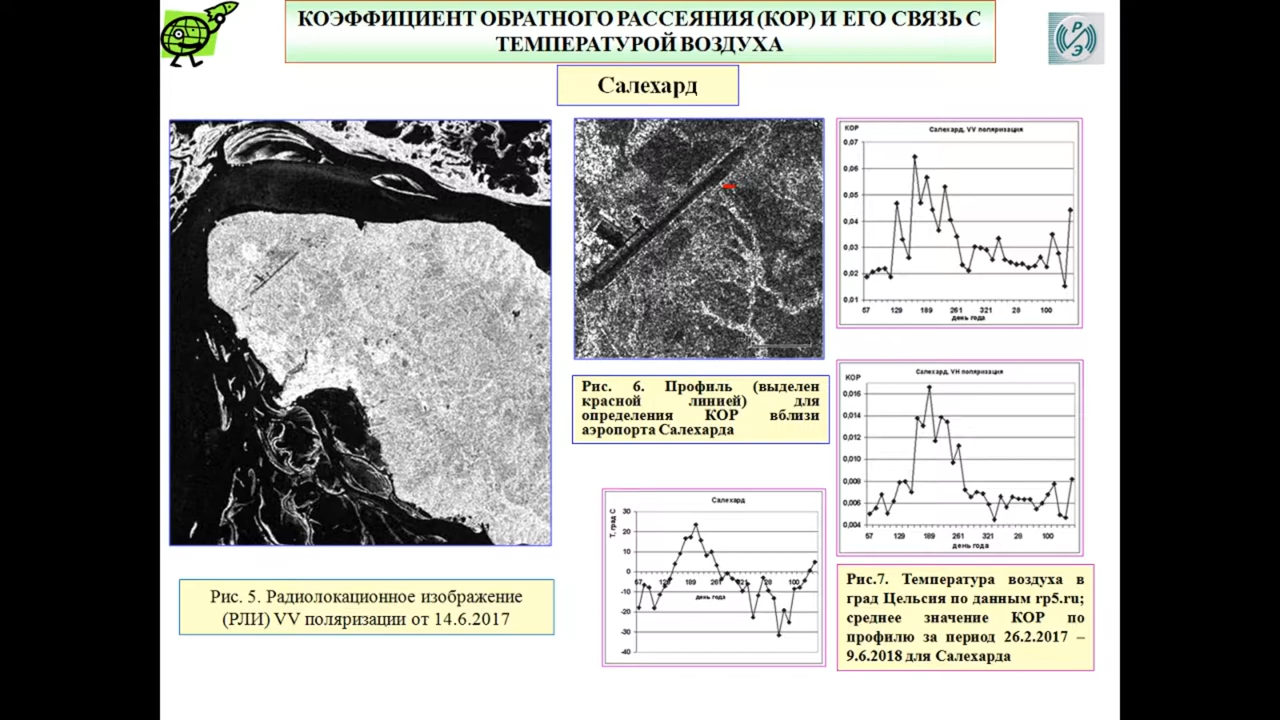 КОЭФФИЦИЕНТ ОБРАТНОГО РАССЕЯНИЯ (КОР) И ЕГО СВЯЗЬ С
ТЕМПЕРАТУРОЙ ВОЗДУХА
РЭ
Салехард
КОР
Салехард, VV поляризация
0,07
0,06
0,05
0,04
0,03
0,02
0,01
57 129 189 261 321 28 100
день года
Рис. 6. Профиль (выделен
красной линией) для
определения КОР вблизи
аэропорта Салехарда
КОР
Салехард, VH поляризация
0,016
0,014
0,012
0,010
0,008
0,006
0,004
57 129 189 261 321 28 100
день года
Салехард
T, град С
30
20
10
0
-10
-20
-30
-40
57 129 189 261 321 28 100
день года
Рис. 5. Радиолокационное изображение
(РЛИ) VV поляризации от 14.6.2017
Рис.7. Температура воздуха в
град Цельсия по данным rp5.ru;
среднее значение КОР по
профилю за период 26.2.2017 –
9.6.2018 для Салехарда